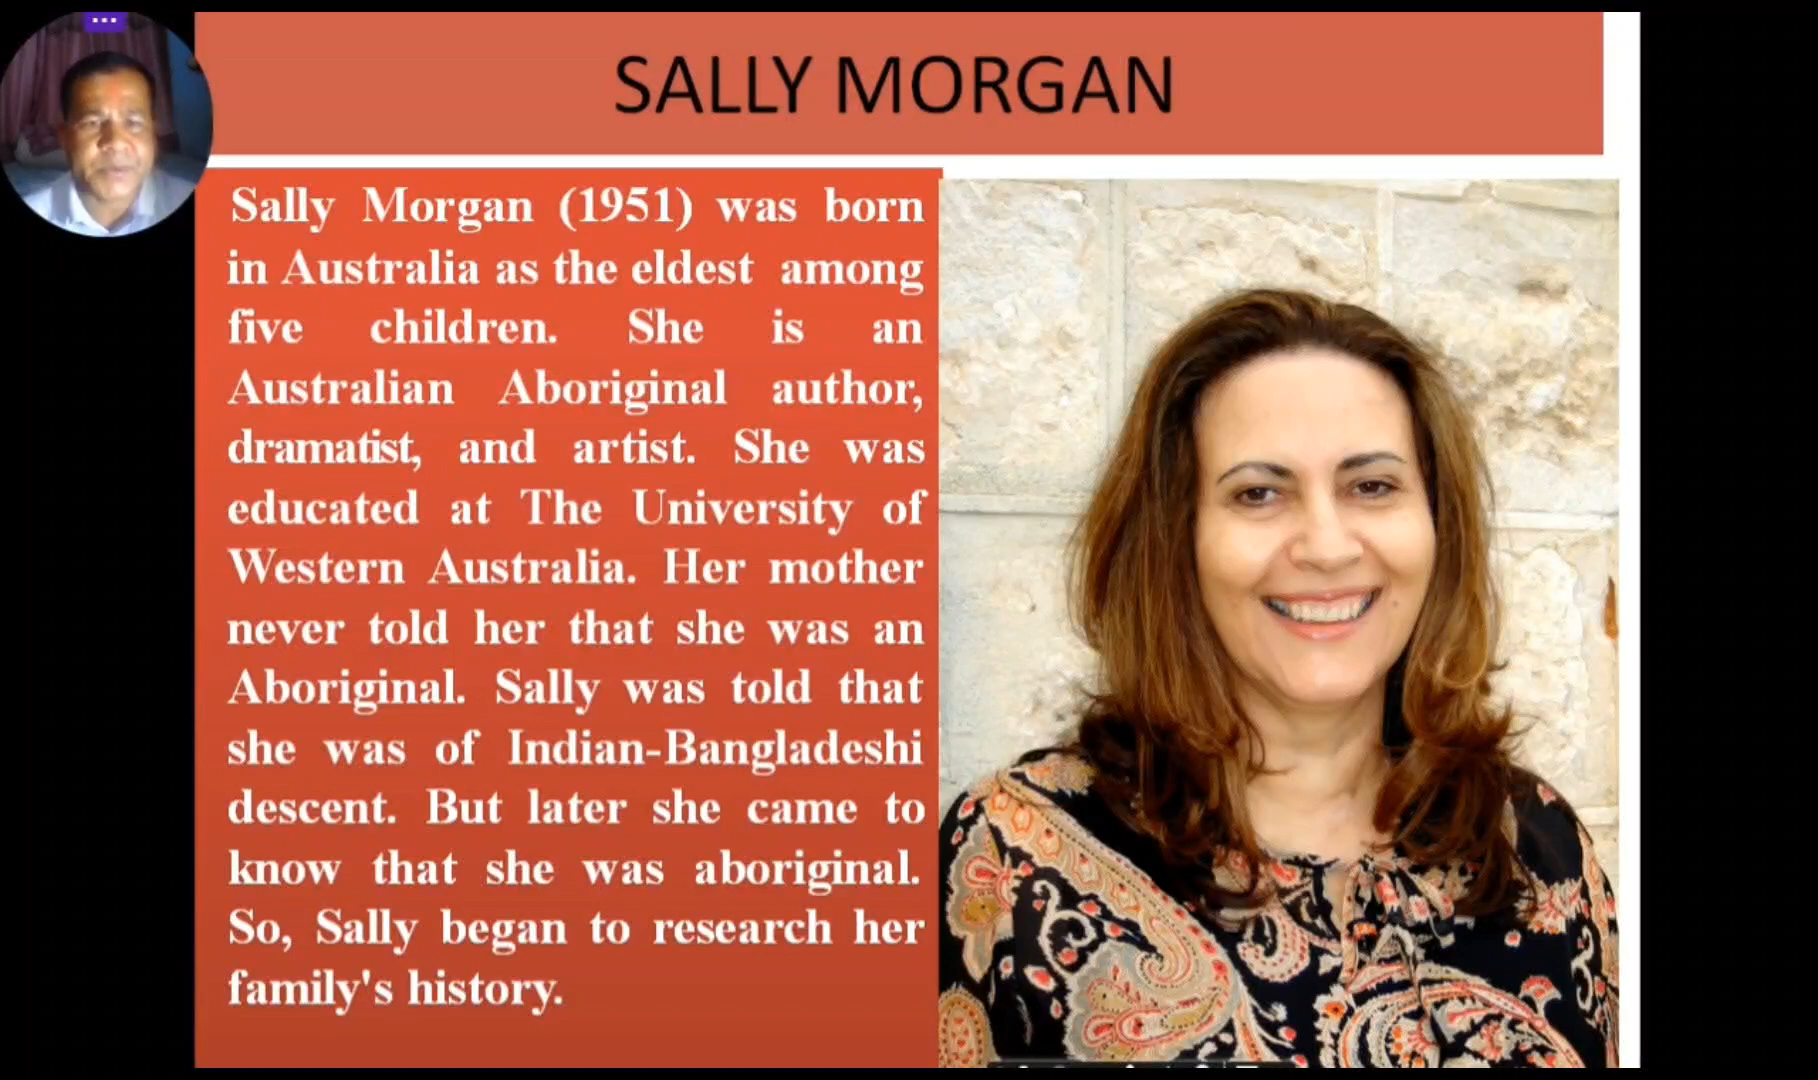 SALLY MORGAN
Sally Morgan (1951) was born
in Australia as the eldest among
five children. She is an
Australian Aboriginal author,
dramatist, and artist. She was
educated at The University of
Western Australia. Her mother
never told her that she was an
Aboriginal. Sally was told that
she was of Indian-Bangladeshi
descent. But later she came to
know that she was aboriginal.
So, Sally began to research her
family's history.